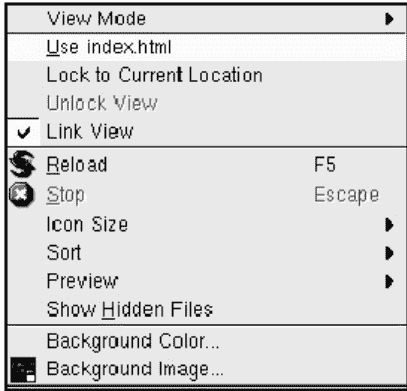 View Mode
Use index.html
Lock to Current Location
Unlock View
Link View
Reload F5
Stop Escape
Icon Size
Sort
Preview
Show Hidden Files
Background Color...
Background Image...